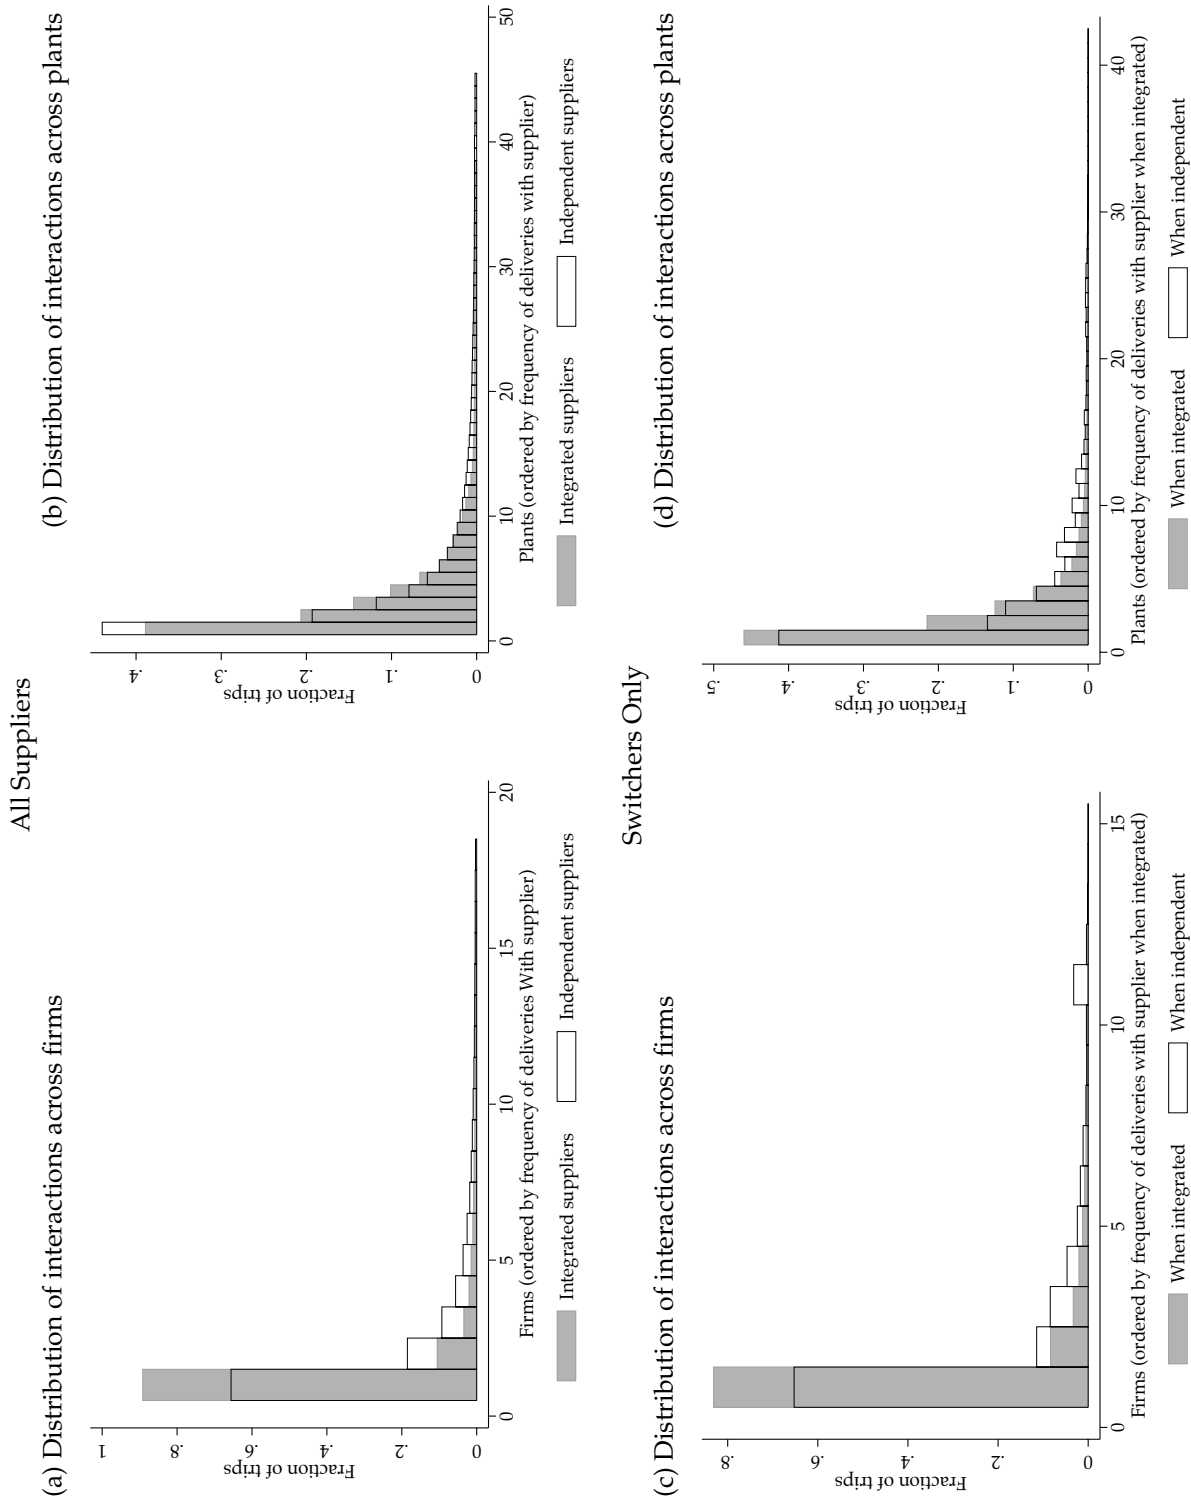 All Suppliers
(a) Distribution of interactions across firms
Fraction of trips
1
.8
.6
.4
.2
0
0 5 10 15 20
Firms (ordered by frequency of deliveries With supplier)
Integrated suppliers Independent suppliers
(b) Distribution of interactions across plants
Fraction of trips
.4
.3
.2
.1
0
0 10 20 30 40 50
Plants (ordered by frequency of deliveries with supplier)
Integrated suppliers Independent suppliers
Switchers Only
(c) Distribution of interactions across firms
Fraction of trips
.8
.6
.4
.2
0
0 5 10 15
Firms (ordered by frequency of deliveries with supplier when integrated)
When integrated When independent
(d) Distribution of interactions across plants
Fraction of trips
.5
.4
.3
.2
.1
0
0 10 20 30 40
Plants (ordered by frequency of deliveries with supplier when integrated)
When integrated When independent